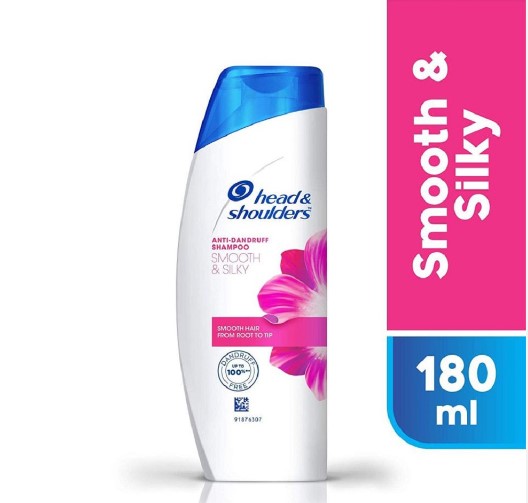 head&
shoulders
ANTI-DANDRUFF
SHAMPOO
SMOOTH
& SILKY
SMOOTH HAIR
FROM ROOT TO TIP
DANDRUFF
UP TO
100%
FREE
91876307
Smooth &
Silky
180
ml